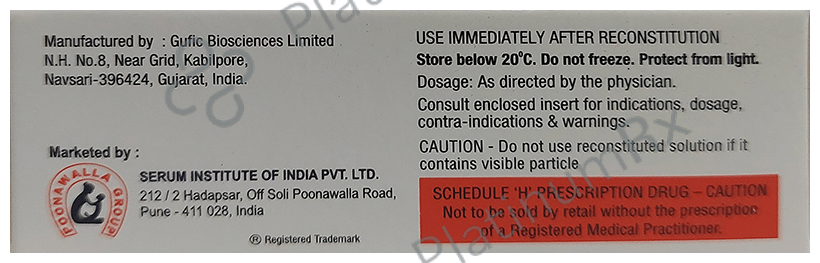 Manufactured by : Gufic Biosciences Limited
N.H. No.8, Near Grid, Kabilpore,
Navsari-396424, Gujarat, India.
Marketed by :
POONAWALLA GROUP
SERUM INSTITUTE OF INDIA PVT. LTD.
212 / 2 Hadapsar, Off Soli Poonawalla Road,
Pune - 411 028, India
® Registered Trademark
USE IMMEDIATELY AFTER RECONSTITUTION
Store below 20°C. Do not freeze. Protect from light.
Dosage: As directed by the physician.
Consult enclosed insert for indications, dosage,
contra-indications & warnings.
CAUTION - Do not use reconstituted solution if it
contains visible particle
SCHEDULE 'H' PRESCRIPTION DRUG – CAUTION
Not to be sold by retail without the prescription
of a Registered Medical Practitioner.
PlatinumRx